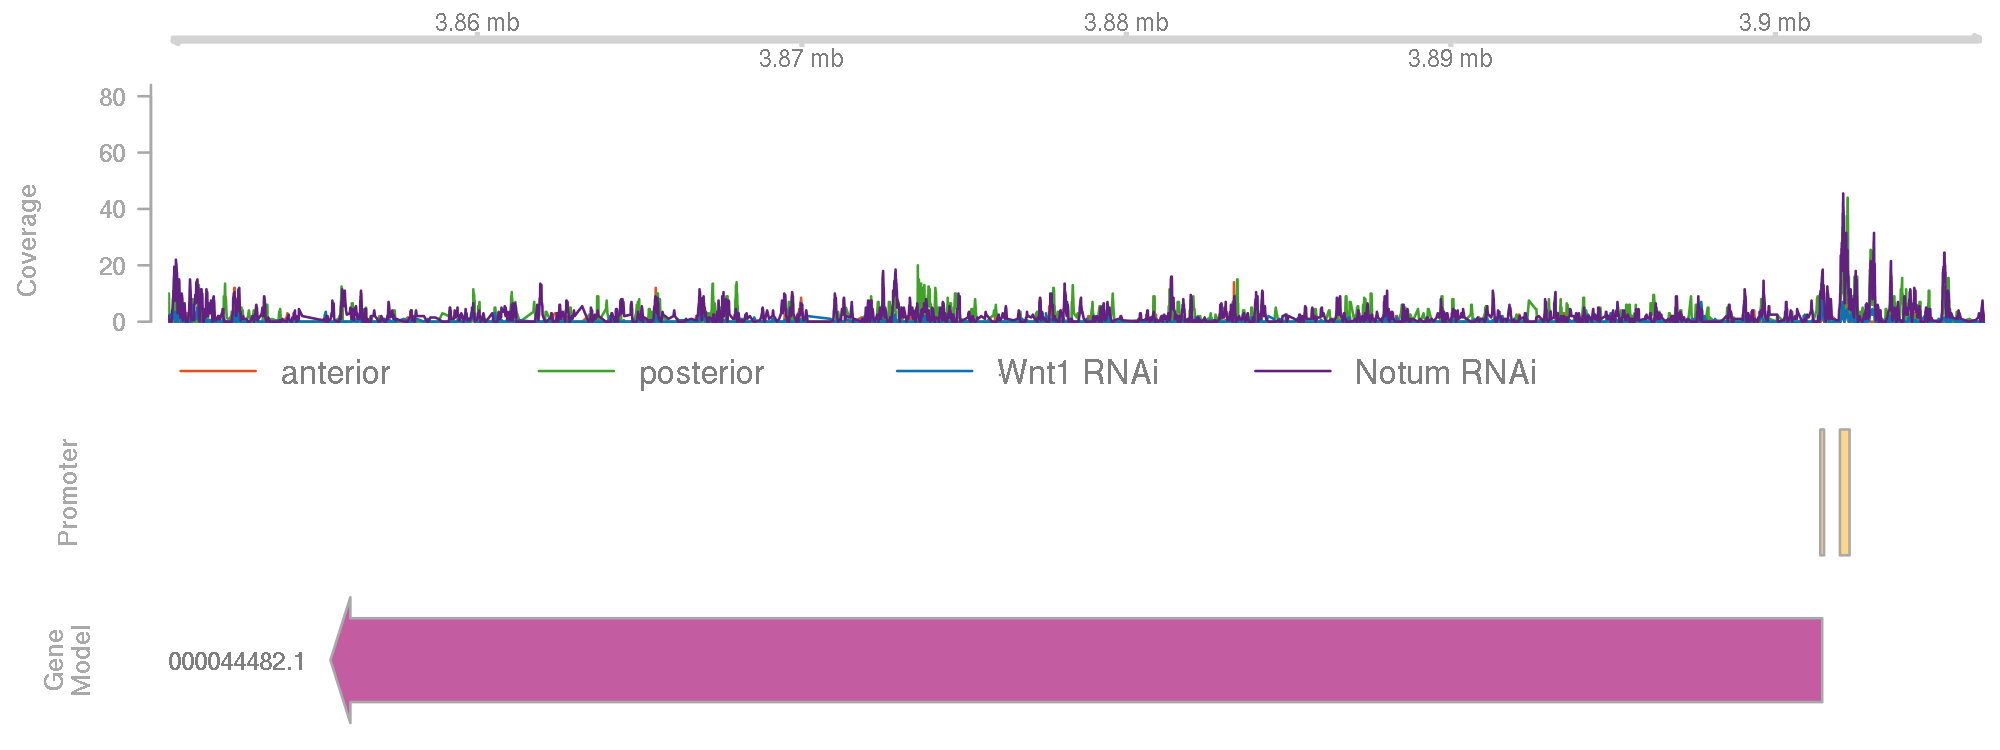 3.86 mb 3.88 mb 3.9 mb
3.87 mb 3.89 mb
Coverage
80
60
40
20
0
anterior posterior Wnt1 RNAi Notum RNAi
Promoter
Gene
Model
000044482.1